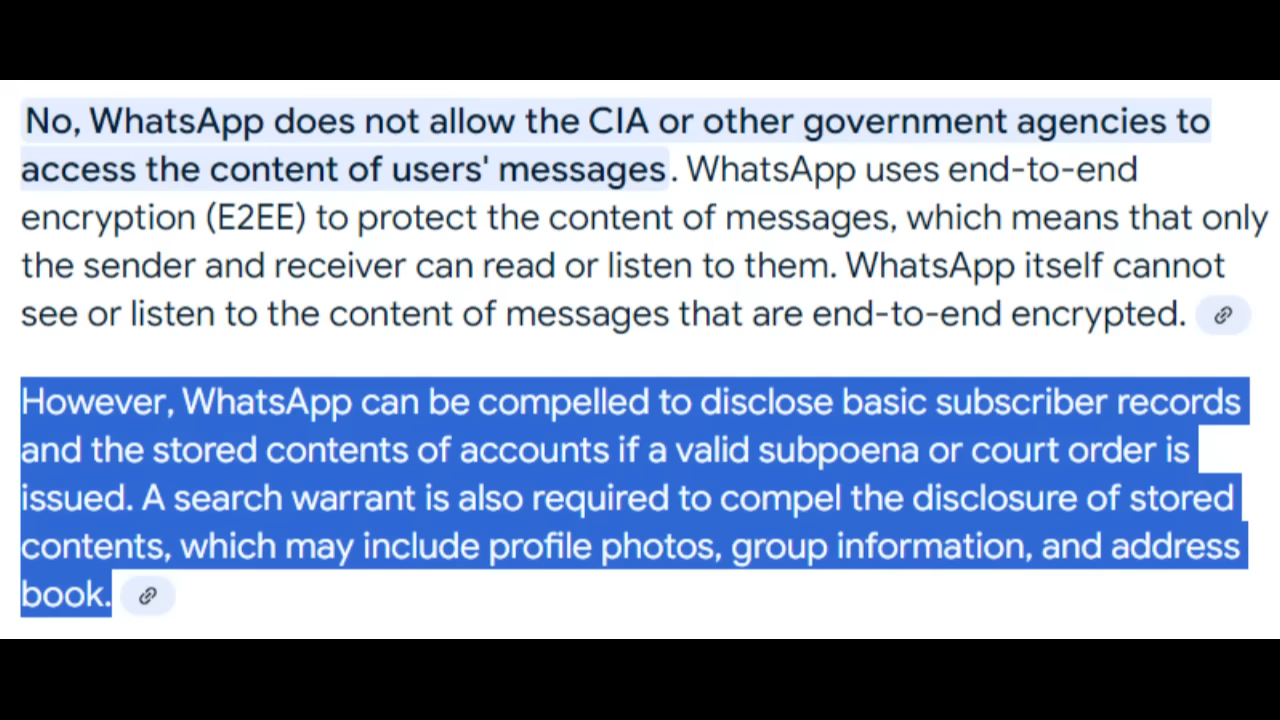 No, WhatsApp does not allow the CIA or other government agencies to
access the content of users' messages. WhatsApp uses end-to-end
encryption (E2EE) to protect the content of messages, which means that only
the sender and receiver can read or listen to them. WhatsApp itself cannot
see or listen to the content of messages that are end-to-end encrypted.
However, WhatsApp can be compelled to disclose basic subscriber records
and the stored contents of accounts if a valid subpoena or court order is
issued. A search warrant is also required to compel the disclosure of stored
contents, which may include profile photos, group information, and address
book.